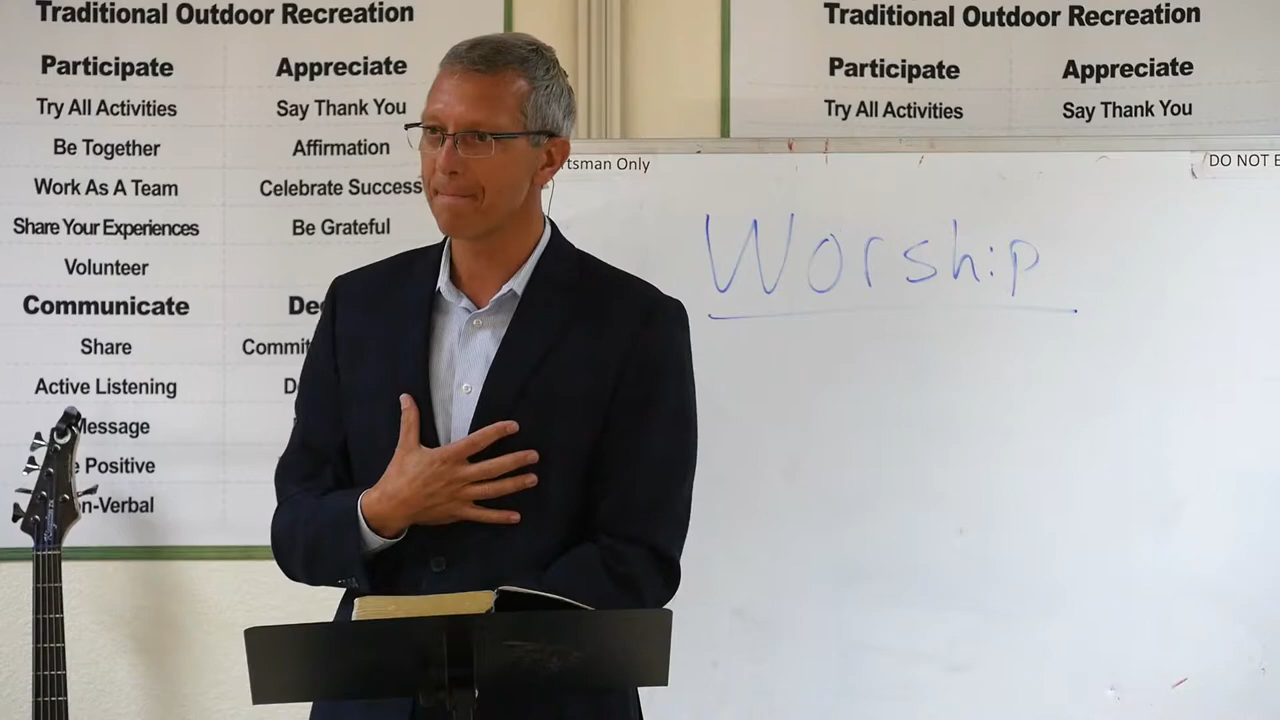 Traditional Outdoor Recreation
Participate Appreciate
Try All Activities Say Thank You
Be Together Affirmation
Work As A Team Celebrate Success
Share Your Experiences Be Grateful
Volunteer
Communicate
Share
Active Listening
Message
Positive
Traditional Outdoor Recreation
Participate Appreciate
Try All Activities Say Thank You
Only
DO NOT
Worship